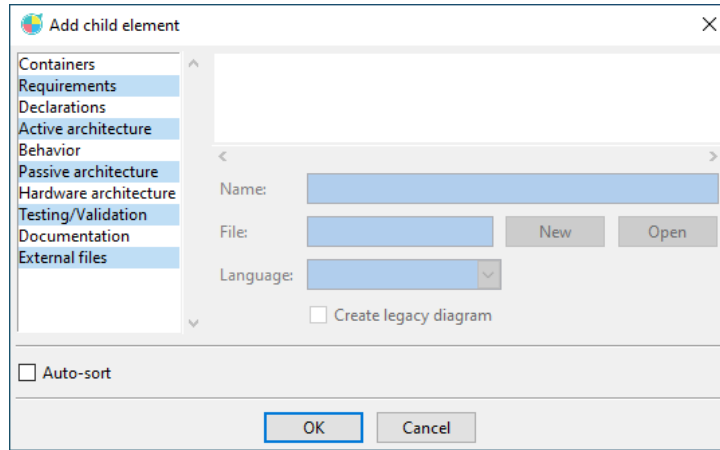 Add child element
Containers
Requirements
Declarations
Active architecture
Behavior
Passive architecture
Hardware architecture
Testing/Validation
Documentation
External files
Name:
File:
New
Open
Language:
Create legacy diagram
Auto-sort
OK
Cancel